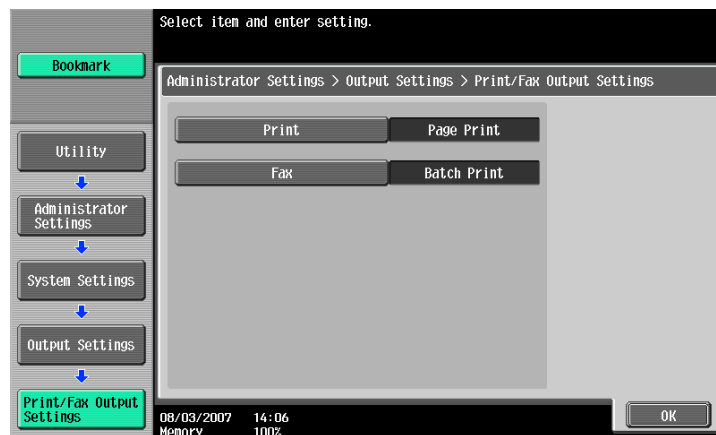 Select item and enter setting.
Bookmark
Administrator Settings > Output Settings > Print/Fax Output Settings
Print
Page Print
Fax
Batch Print
Utility
Administrator
Settings
System Settings
Output Settings
Print/Fax Output
Settings
08/03/2007 14:06
Memory 100%
OK